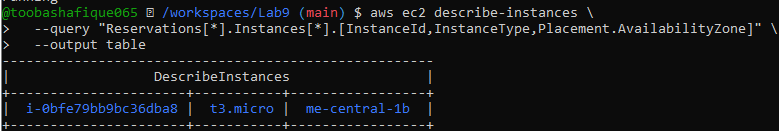 running
@toobashafique065 /workspaces/Lab9 (main) $ aws ec2 describe-instances \
>   --query "Reservations[*].Instances[*].[InstanceId,InstanceType,Placement.AvailabilityZone]" \
>   --output table
-----------------------------------------------------
|                 DescribeInstances                 |
+----------------------+-----------+----------------+
|  i-0bfe79bb9bc36dba8 |  t3.micro |  me-central-1b |
+----------------------+-----------+----------------+